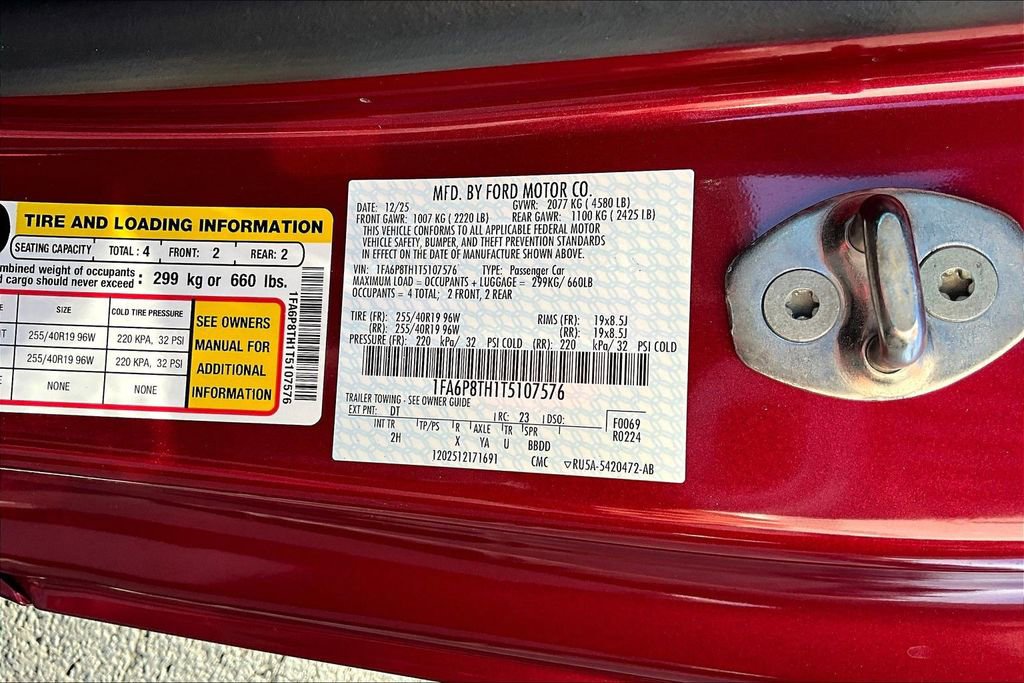 TIRE AND LOADING INFORMATION
SEATING CAPACITY TOTAL : 4 FRONT: 2 REAR: 2
mbined weight of occupants
d cargo should never exceed : 299 kg or 660 lbs.
SIZE COLD TIRE PRESSURE
255/40R19 96W 220 KPA, 32 PSI
255/40R19 96W 220 KPA, 32 PSI
NONE NONE
SEE OWNERS
MANUAL FOR
ADDITIONAL
INFORMATION
1FA6P8TH1T5107576
MFD. BY FORD MOTOR CO.
DATE: 12/25 GVWR: 2077 KG ( 4580 LB)
FRONT GAWR: 1007 KG ( 2220 LB) REAR GAWR: 1100 KG ( 2425 LB)
THIS VEHICLE CONFORMS TO ALL APPLICABLE FEDERAL MOTOR
VEHICLE SAFETY, BUMPER, AND THEFT PREVENTION STANDARDS
IN EFFECT ON THE DATE OF MANUFACTURE SHOWN ABOVE.
VIN: 1FA6P8TH1T5107576 TYPE: Passenger Car
MAXIMUM LOAD = OCCUPANTS + LUGGAGE = 299KG/ 660LB
OCCUPANTS = 4 TOTAL; 2 FRONT, 2 REAR
TIRE (FR): 255/40R19 96W RIMS (FR): 19x8.5J
(RR): 255/40R19 96W (RR): 19x8.5J
PRESSURE (FR): 220 kPa/ 32 PSI COLD (RR): 220 kPa/ 32 PSI COLD
1FA6P8TH1T5107576
TRAILER TOWING - SEE OWNER GUIDE
EXT PNT: DT RC: 23 DSO: F0069
INT TR TP/PS R AXLE TR SPR R0224
2H X YA U BBDD
1202512171691 CMC ▽RU5A-5420472-AB